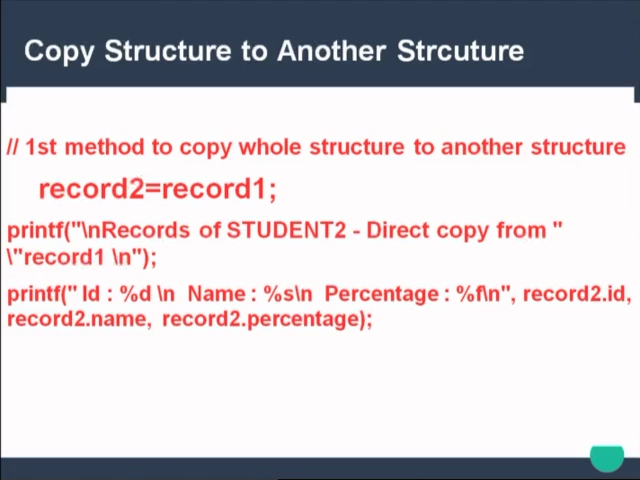 Copy Structure to Another Strcuture
// 1st method to copy whole structure to another structure
record2=record1;
printf("\nRecords of STUDENT2 - Direct copy from "
\"record1 \n");
printf(" Id : %d \n Name : %s\n Percentage : %f\n", record2.id,
record2.name, record2.percentage);